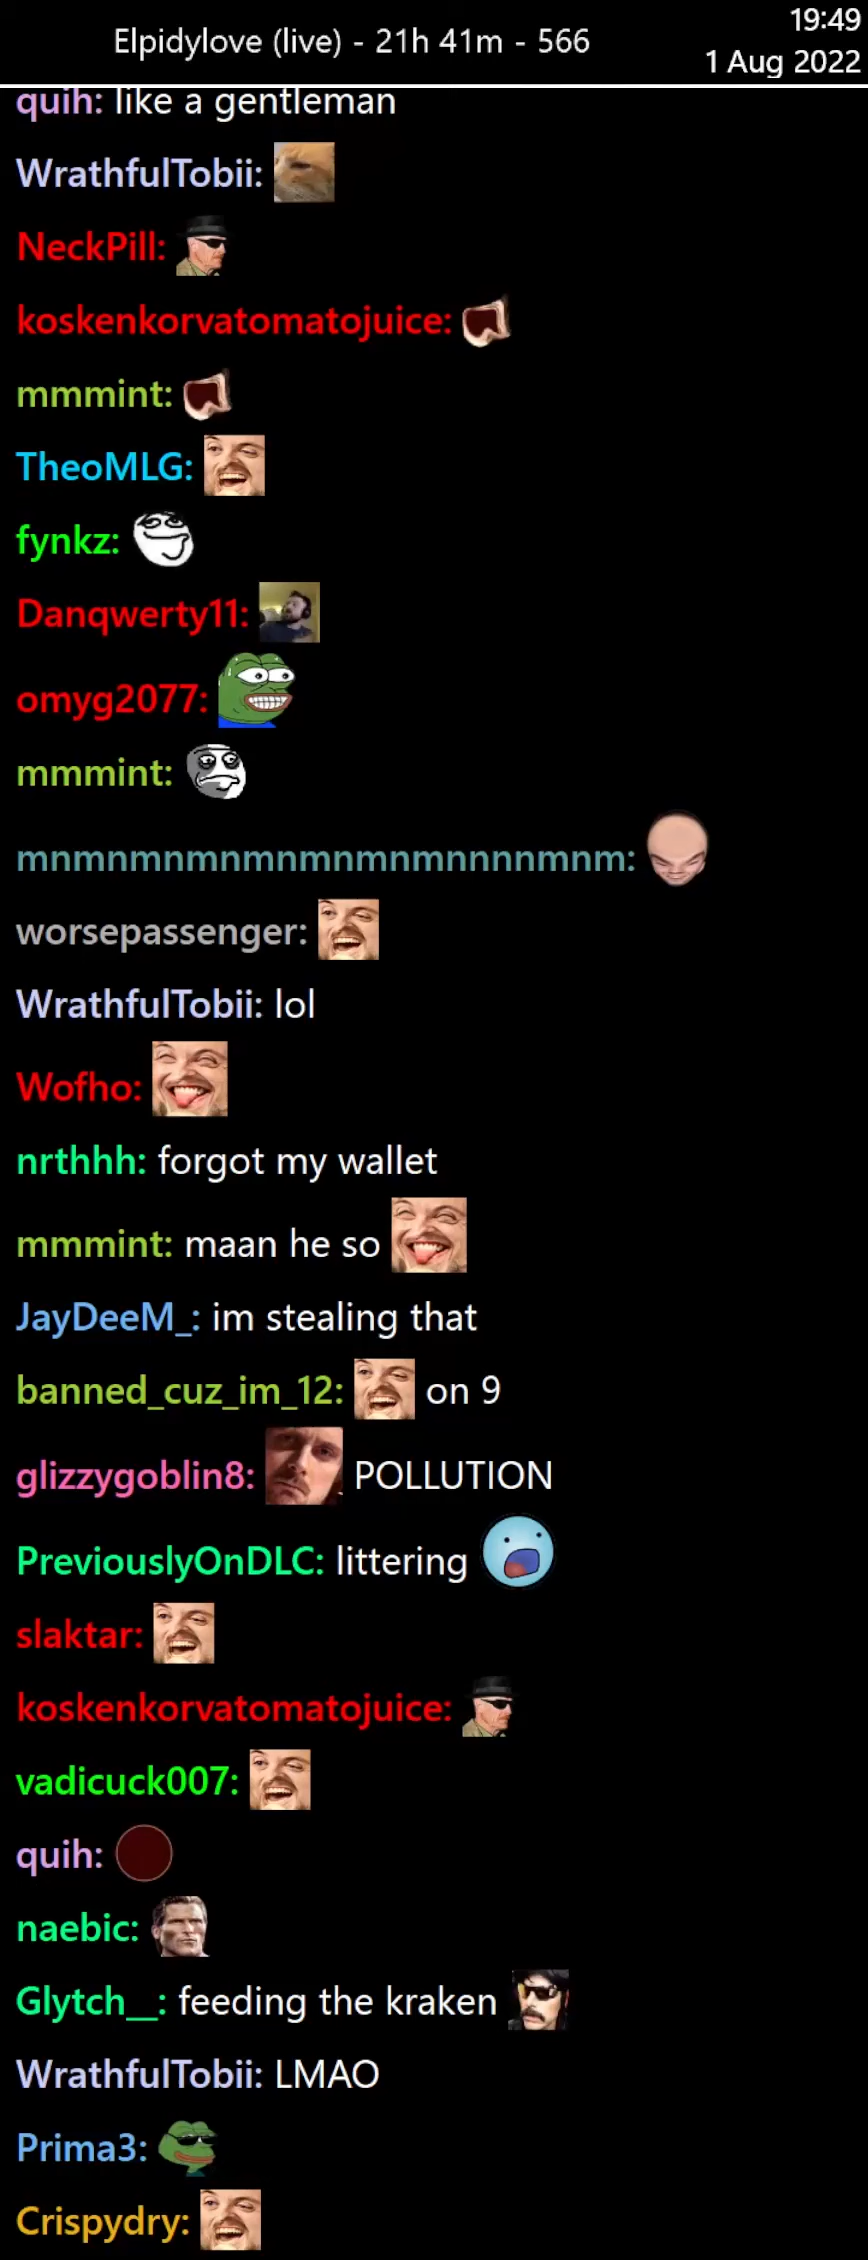 Elpidylove (live) - 21h 41m - 566
19:49
1 Aug 2022
quih: like a gentleman
WrathfulTobii:
NeckPill:
koskenkorvatomatojuice:
mmmint:
TheoMLG:
fynkz:
Danqwerty11:
omyg2077:
mmmint:
mnmnmnmnmnmnmnmnnnnmnm:
worsepassenger:
WrathfulTobii: lol
Wofho:
nrthhh: forgot my wallet
mmmint: maan he so
JayDeeM_: im stealing that
banned_cuz_im_12: on 9
glizzygoblin8: POLLUTION
PreviouslyOnDLC: littering
slaktar:
koskenkorvatomatojuice:
vadicuck007:
quih:
naebic:
Glytch__: feeding the kraken
WrathfulTobii: LMAO
Prima3:
Crispydry: